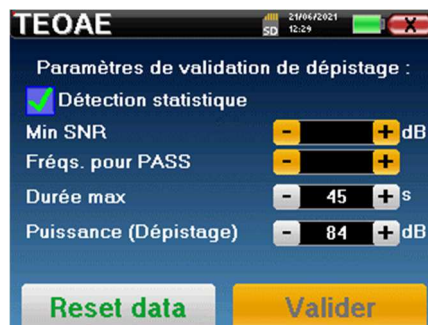 TEOAE
SD 21/06/2021 12:29 X
Paramètres de validation de dépistage :
Détection statistique
Min SNR - + dB
Fréqs. pour PASS - +
Durée max - 45 + s
Puissance (Dépistage) - 84 + dB
Reset data Valider